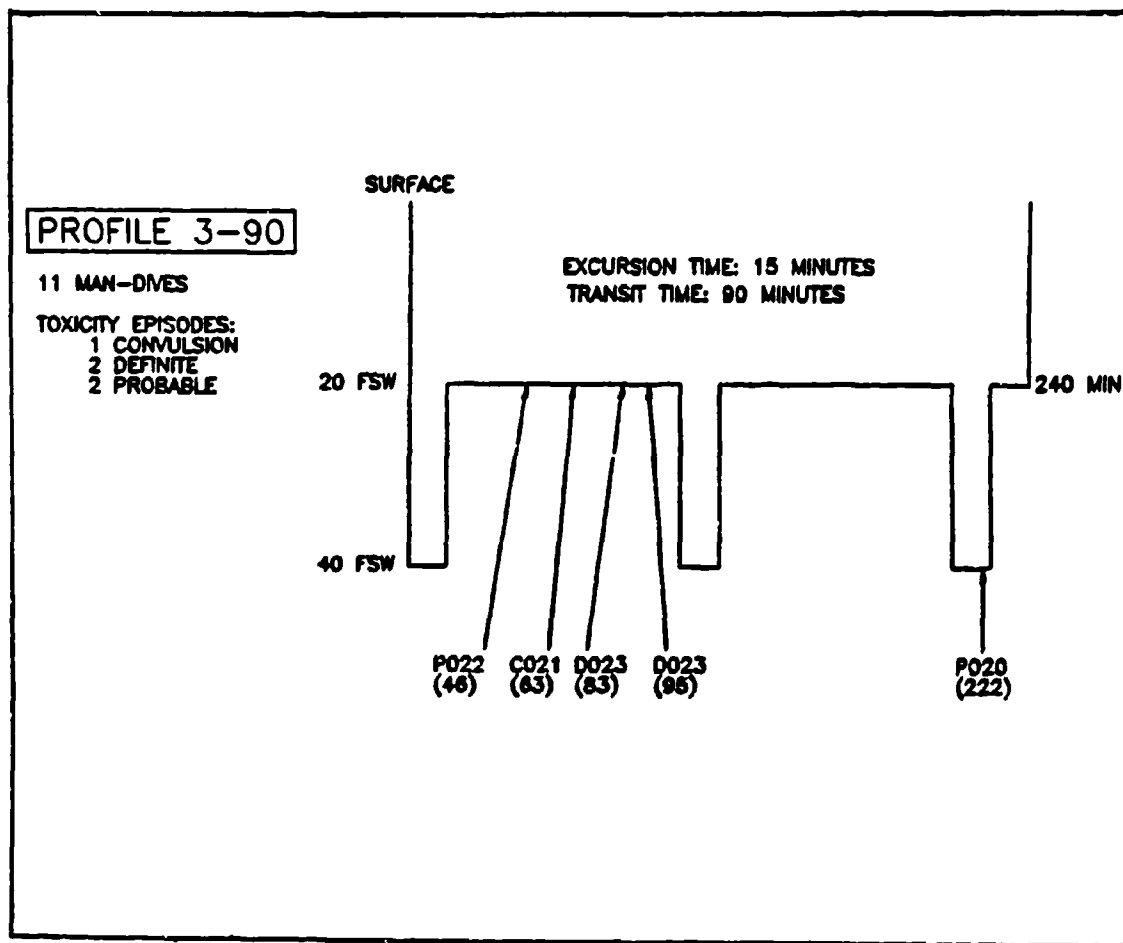 SURFACE
PROFILE 3-90
11 MAN-DIVES
TOXICITY EPISODES:
1 CONVULSION
2 DEFINITE
2 PROBABLE
EXCURSION TIME: 15 MINUTES
TRANSIT TIME: 90 MINUTES
20 FSW
240 MIN
40 FSW
P022
(46)
C021
(63)
D023
(83)
D023
(95)
P020
(222)